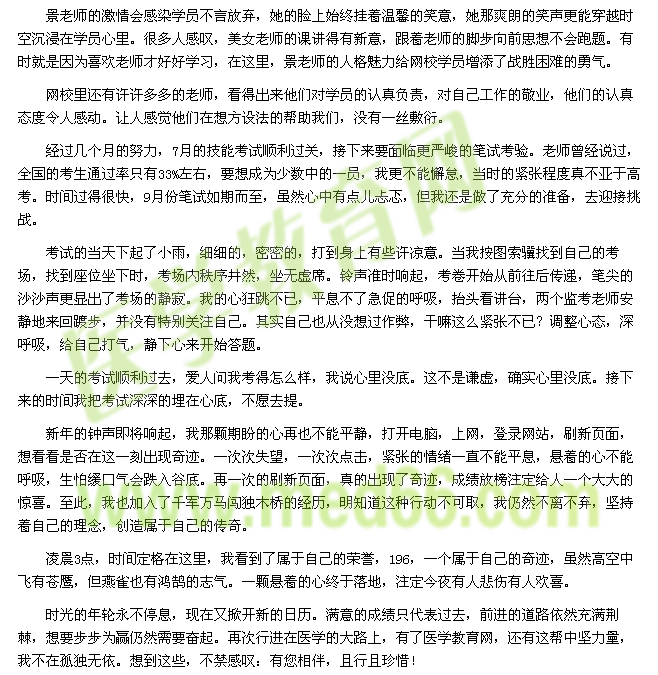 景老师的激情会感染学员不言放弃，她的脸上始终挂着温馨的笑意，她那爽朗的笑声更能穿越时
空沉浸在学员心里。很多人感叹，美女老师的课讲得有新意，跟着老师的脚步向前思想不会跑题。有
时就是因为喜欢老师才好好学习，在这里，景老师的人格魅力给网校学员增添了战胜困难的勇气。
网校里还有许许多多的老师，看得出来他们对学员的认真负责，对自己工作的敬业，他们的认真
态度令人感动。让人感觉他们在想方设法的帮助我们，没有一丝敷衍。
经过几个月的努力，7月的技能考试顺利过关，接下来要面临更严峻的笔试考验。老师曾经说过，
全国的考生通过率只有33%左右，要想成为少数中的一员，我更不能懈怠，当时的紧张程度真不亚于高
考。时间过得很快，9月份笔试如期而至，虽然心中有点儿忐忑，但我还是做了充分的准备，去迎接挑
战。
考试的当天下起了小雨，细细的，密密的，打到身上有些许凉意。当我按图索骥找到自己的考
场，找到座位坐下时，考场内秩序井然，坐无虚席。铃声准时响起，考卷开始从前往后传递，笔尖的
沙沙声更显出了考场的静寂。我的心狂跳不已，平息不了急促的呼吸，抬头看讲台，两个监考老师安
静地来回踱步，并没有特别关注自己。其实自己也从没想过作弊，干嘛这么紧张不已？调整心态，深
呼吸，给自己打气，静下心来开始答题。
一天的考试顺利过去，爱人问我考得怎么样，我说心里没底。这不是谦虚，确实心里没底。接下
来的时间我把考试深深的埋在心底，不愿去提。
新年的钟声即将响起，我那颗期盼的心再也不能平静，打开电脑，上网，登录网站，刷新页面，
想看看是否在这一刻出现奇迹。一次次失望，一次次点击，紧张的情绪一直不能平息，悬着的心不能
呼吸，生怕缓口气会跌入谷底。再一次的刷新页面，真的出现了奇迹，成绩放榜注定给人一个大大的
惊喜。至此，我也加入了千军万马闯独木桥的经历，明知道这种行动不可取，我仍然不离不弃，坚持
着自己的理念，创造属于自己的传奇。
凌晨3点，时间定格在这里，我看到了属于自己的荣誉，196，一个属于自己的奇迹，虽然高空中
飞有苍鹰，但燕雀也有鸿鹄的志气。一颗悬着的心终于落地，注定今夜有人悲伤有人欢喜。
时光的年轮永不停息，现在又掀开新的日历。满意的成绩只代表过去，前进的道路依然充满荆
棘，想要步步为赢仍然需要奋起。再次行进在医学的大路上，有了医学教育网，还有这帮中坚力量，
我不在孤独无依。想到这些，不禁感叹：有您相伴，且行且珍惜！
医学教育网
www.med66.com